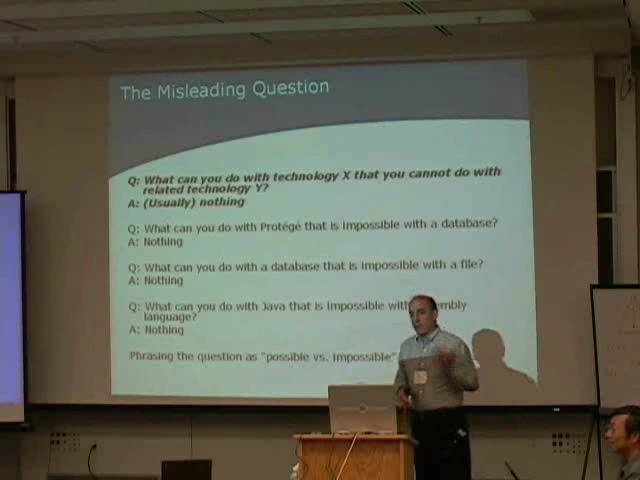 The Misleading Question
Q: What can you do with technology X that you cannot do with
related technology Y?
A: (Usually) nothing
Q: What can you do with Protégé that is impossible with a database?
A: Nothing
Q: What can you do with a database that is impossible with a file?
A: Nothing
Q: What can you do with Java that is impossible with
language?
A: Nothing
Phrasing the question as "possible vs. impossible"